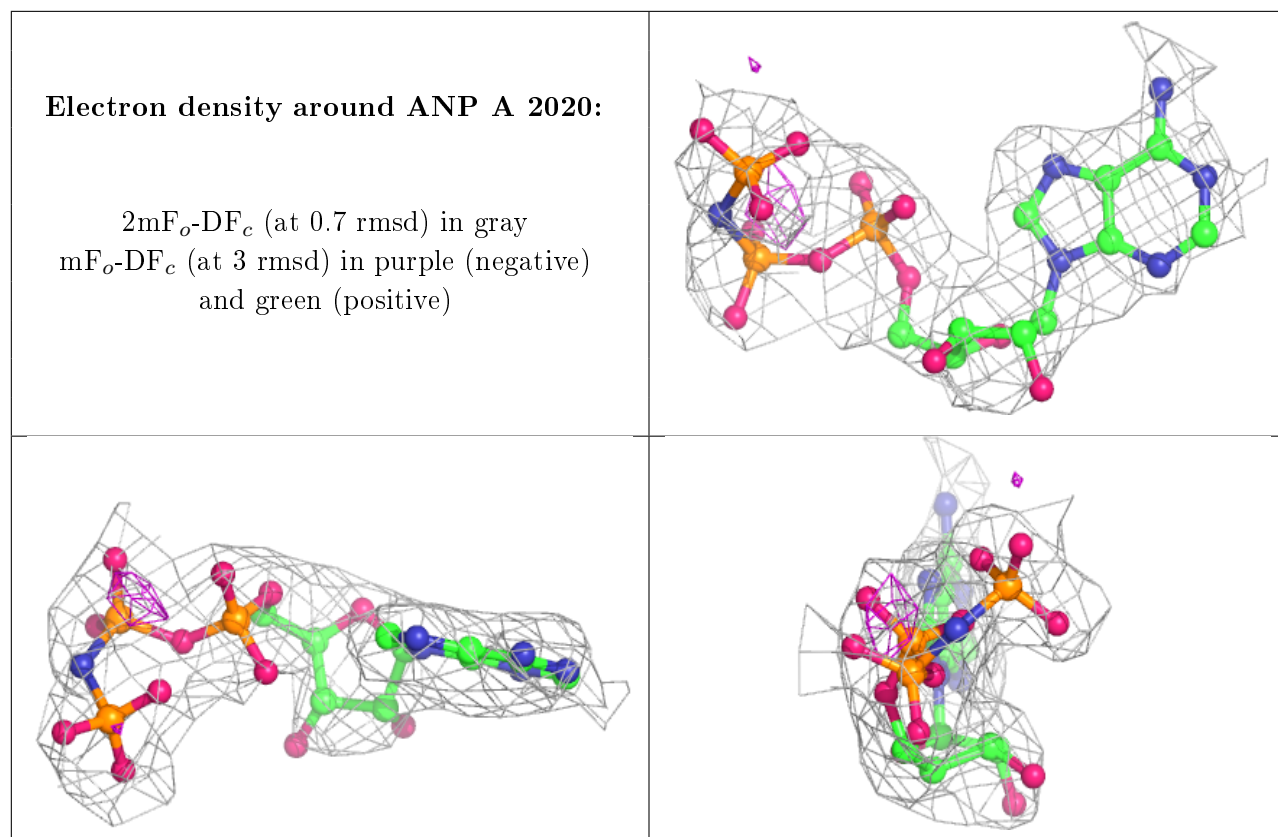 Electron density around ANP A 2020:
2mFₒ-DF𝒸 (at 0.7 rmsd) in gray
mFₒ-DF𝒸 (at 3 rmsd) in purple (negative)
and green (positive)